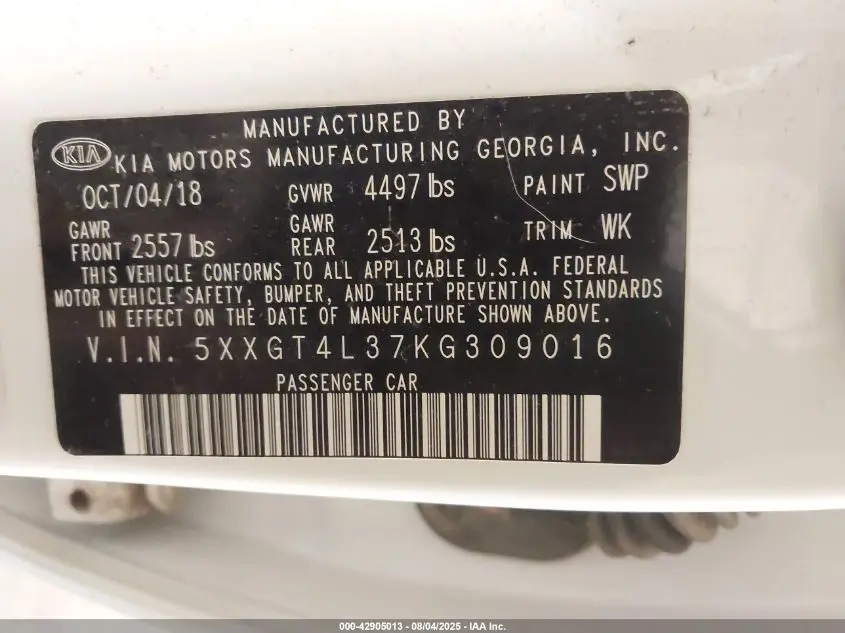 MANUFACTURED BY
KIA KIA MOTORS MANUFACTURING GEORGIA, INC.
OCT/04/18 GVWR 4497 lbs PAINT SWP
GAWR FRONT 2557 lbs GAWR REAR 2513 lbs TRIM WK
THIS VEHICLE CONFORMS TO ALL APPLICABLE U.S.A. FEDERAL
MOTOR VEHICLE SAFETY, BUMPER, AND THEFT PREVENTION STANDARDS
IN EFFECT ON THE DATE OF MANUFACTURE SHOWN ABOVE.
V.I.N. 5XXGT4L37KG309016
PASSENGER CAR
000-42905013 - 08/04/2025 - IAA Inc.